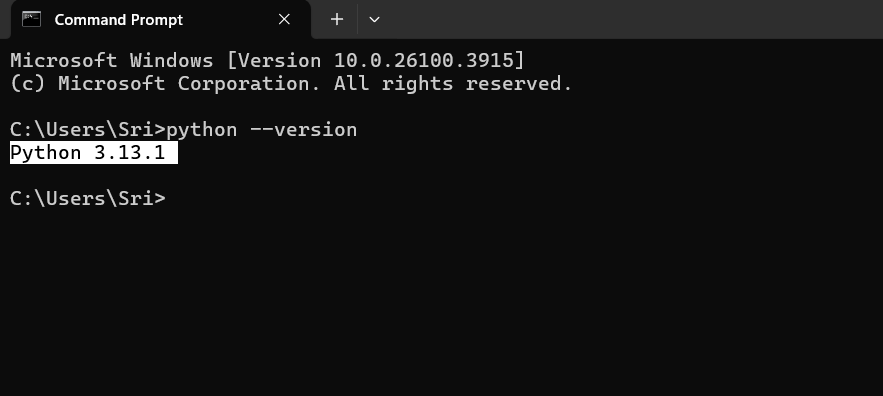 Command Prompt
Microsoft Windows [Version 10.0.26100.3915]
(c) Microsoft Corporation. All rights reserved.
C:\Users\Sri>python --version
Python 3.13.1
C:\Users\Sri>